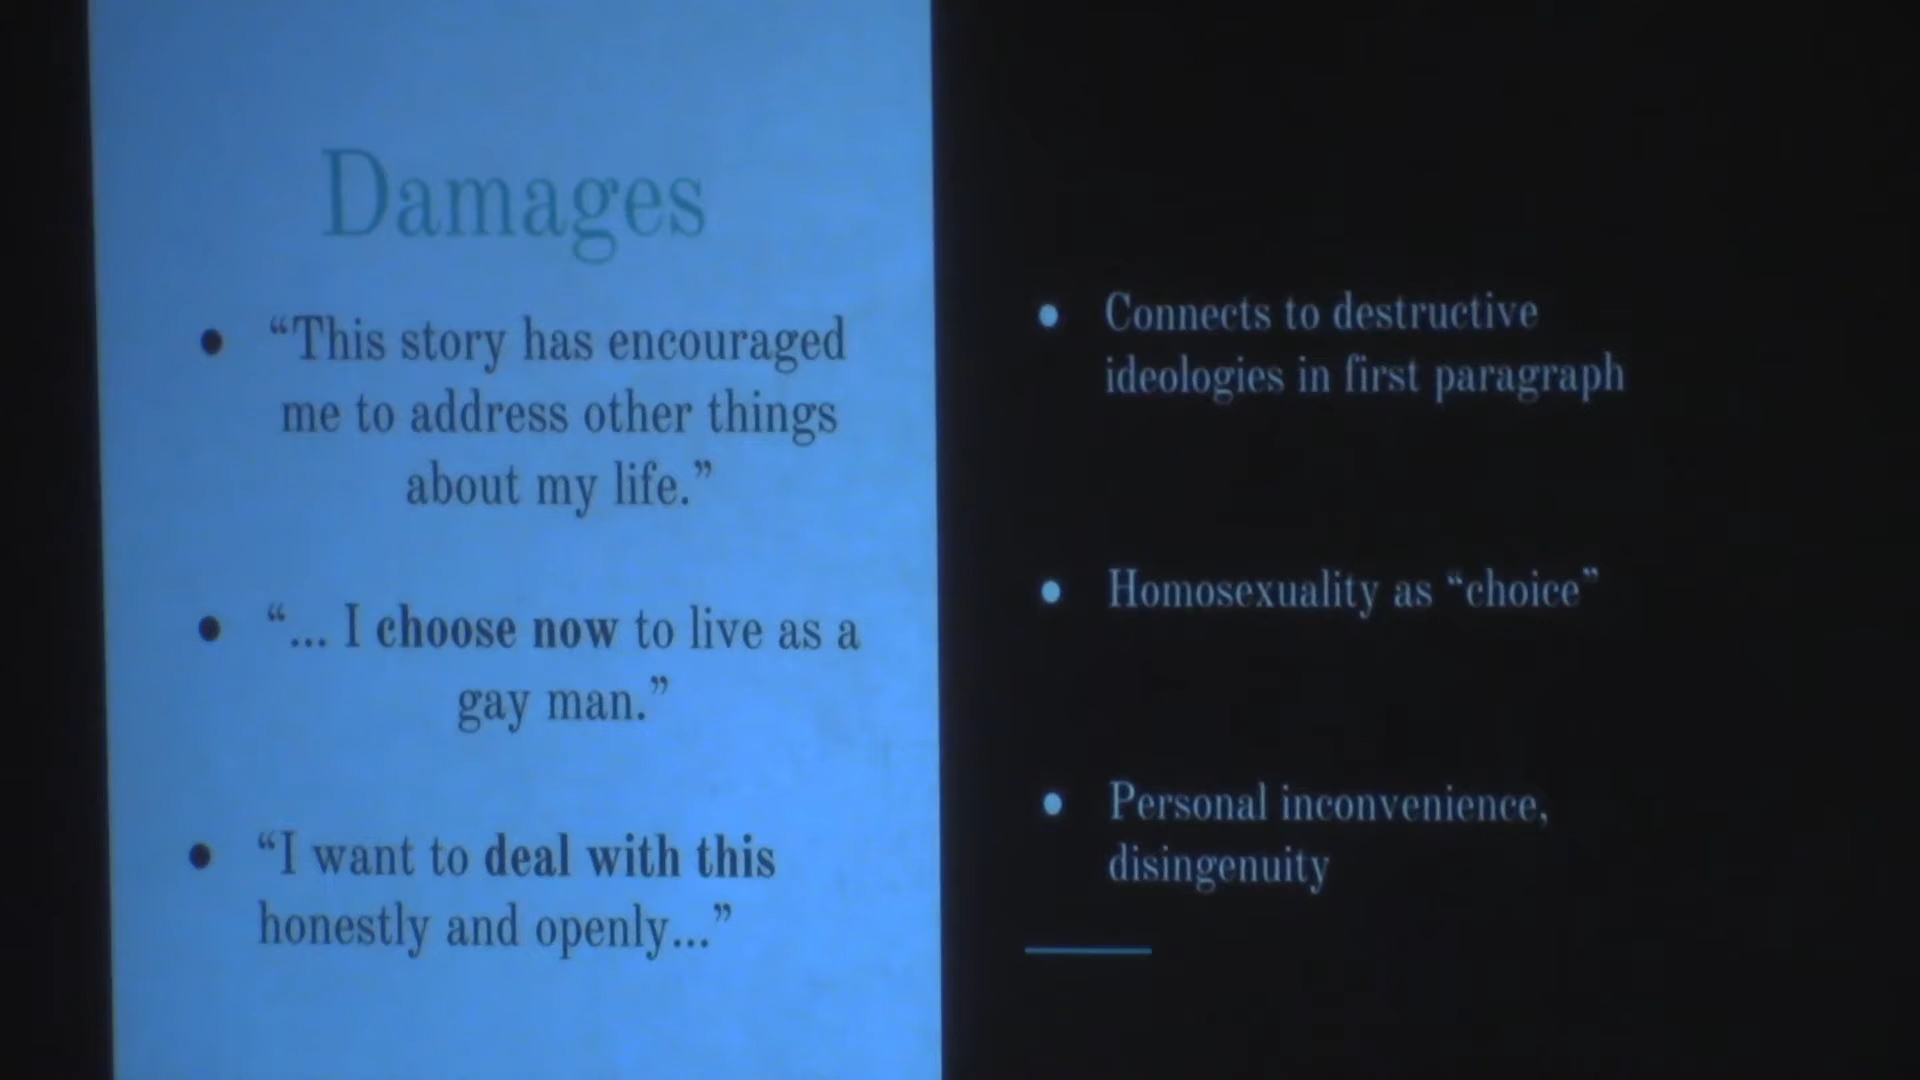 Damages
• “This story has encouraged
me to address other things
about my life.”
• “... I choose now to live as a
gay man.”
• “I want to deal with this
honestly and openly...”
• Connects to destructive
ideologies in first paragraph
• Homosexuality as “choice”
• Personal inconvenience,
disingenuity